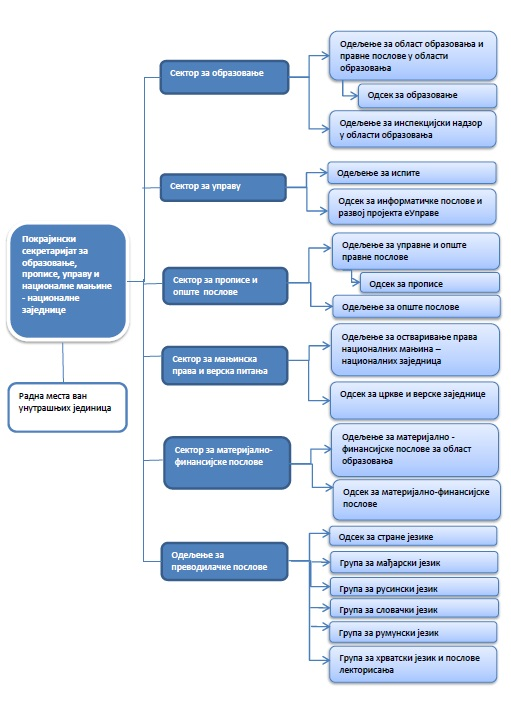 Покрајински
секретаријат за
образовање,
прописе, управу и
националне мањине
- националне
заједнице
Радна места ван
унутрашњих јединица
Сектор за образовање
Одељење за област образовања и
правне послове у области
образовања
Одсек за образовање
Одељење за инспекцијски надзор
у области образовања
Сектор за управу
Одељење за испите
Одсек за информатичке послове и
развој пројекта еУправе
Сектор за прописе и
опште  послове
Одељење за управне и опште
правне послове
Одсек за прописе
Одељење за опште послове
Сектор за мањинска
права и верска питања
Одељење за остваривање права
националних мањина –
националних заједница
Одсек за цркве и верске заједнице
Сектор за материјално-
финансијске послове
Одељење за материјално -
финансијске послове за област
образовања
Одсек за материјално-финансијске
послове
Одељење за
преводилачке послове
Одсек за стране језике
Група за мађарски језик
Група за русински језик
Група за словачки језик
Група за румунски језик
Група за хрватски језик и послове
лекторисања